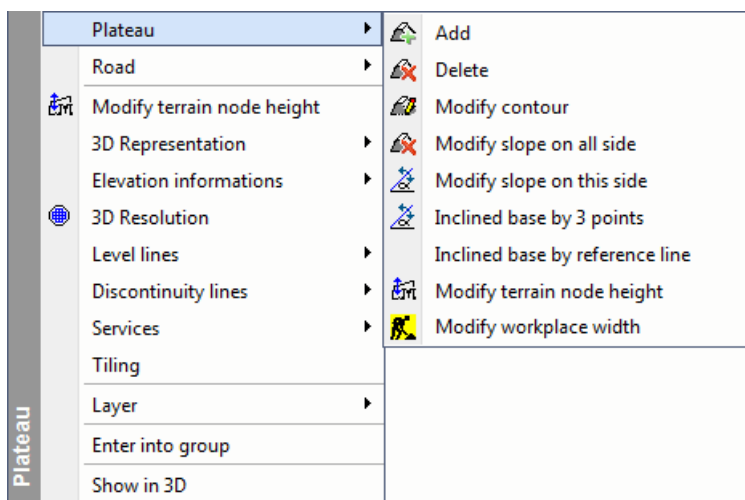 Plateau
Road
Modify terrain node height
3D Representation
Elevation informations
3D Resolution
Level lines
Discontinuity lines
Services
Tiling
Layer
Enter into group
Show in 3D
Plateau
Add
Delete
Modify contour
Modify slope on all side
Modify slope on this side
Inclined base by 3 points
Inclined base by reference line
Modify terrain node height
Modify workplace width